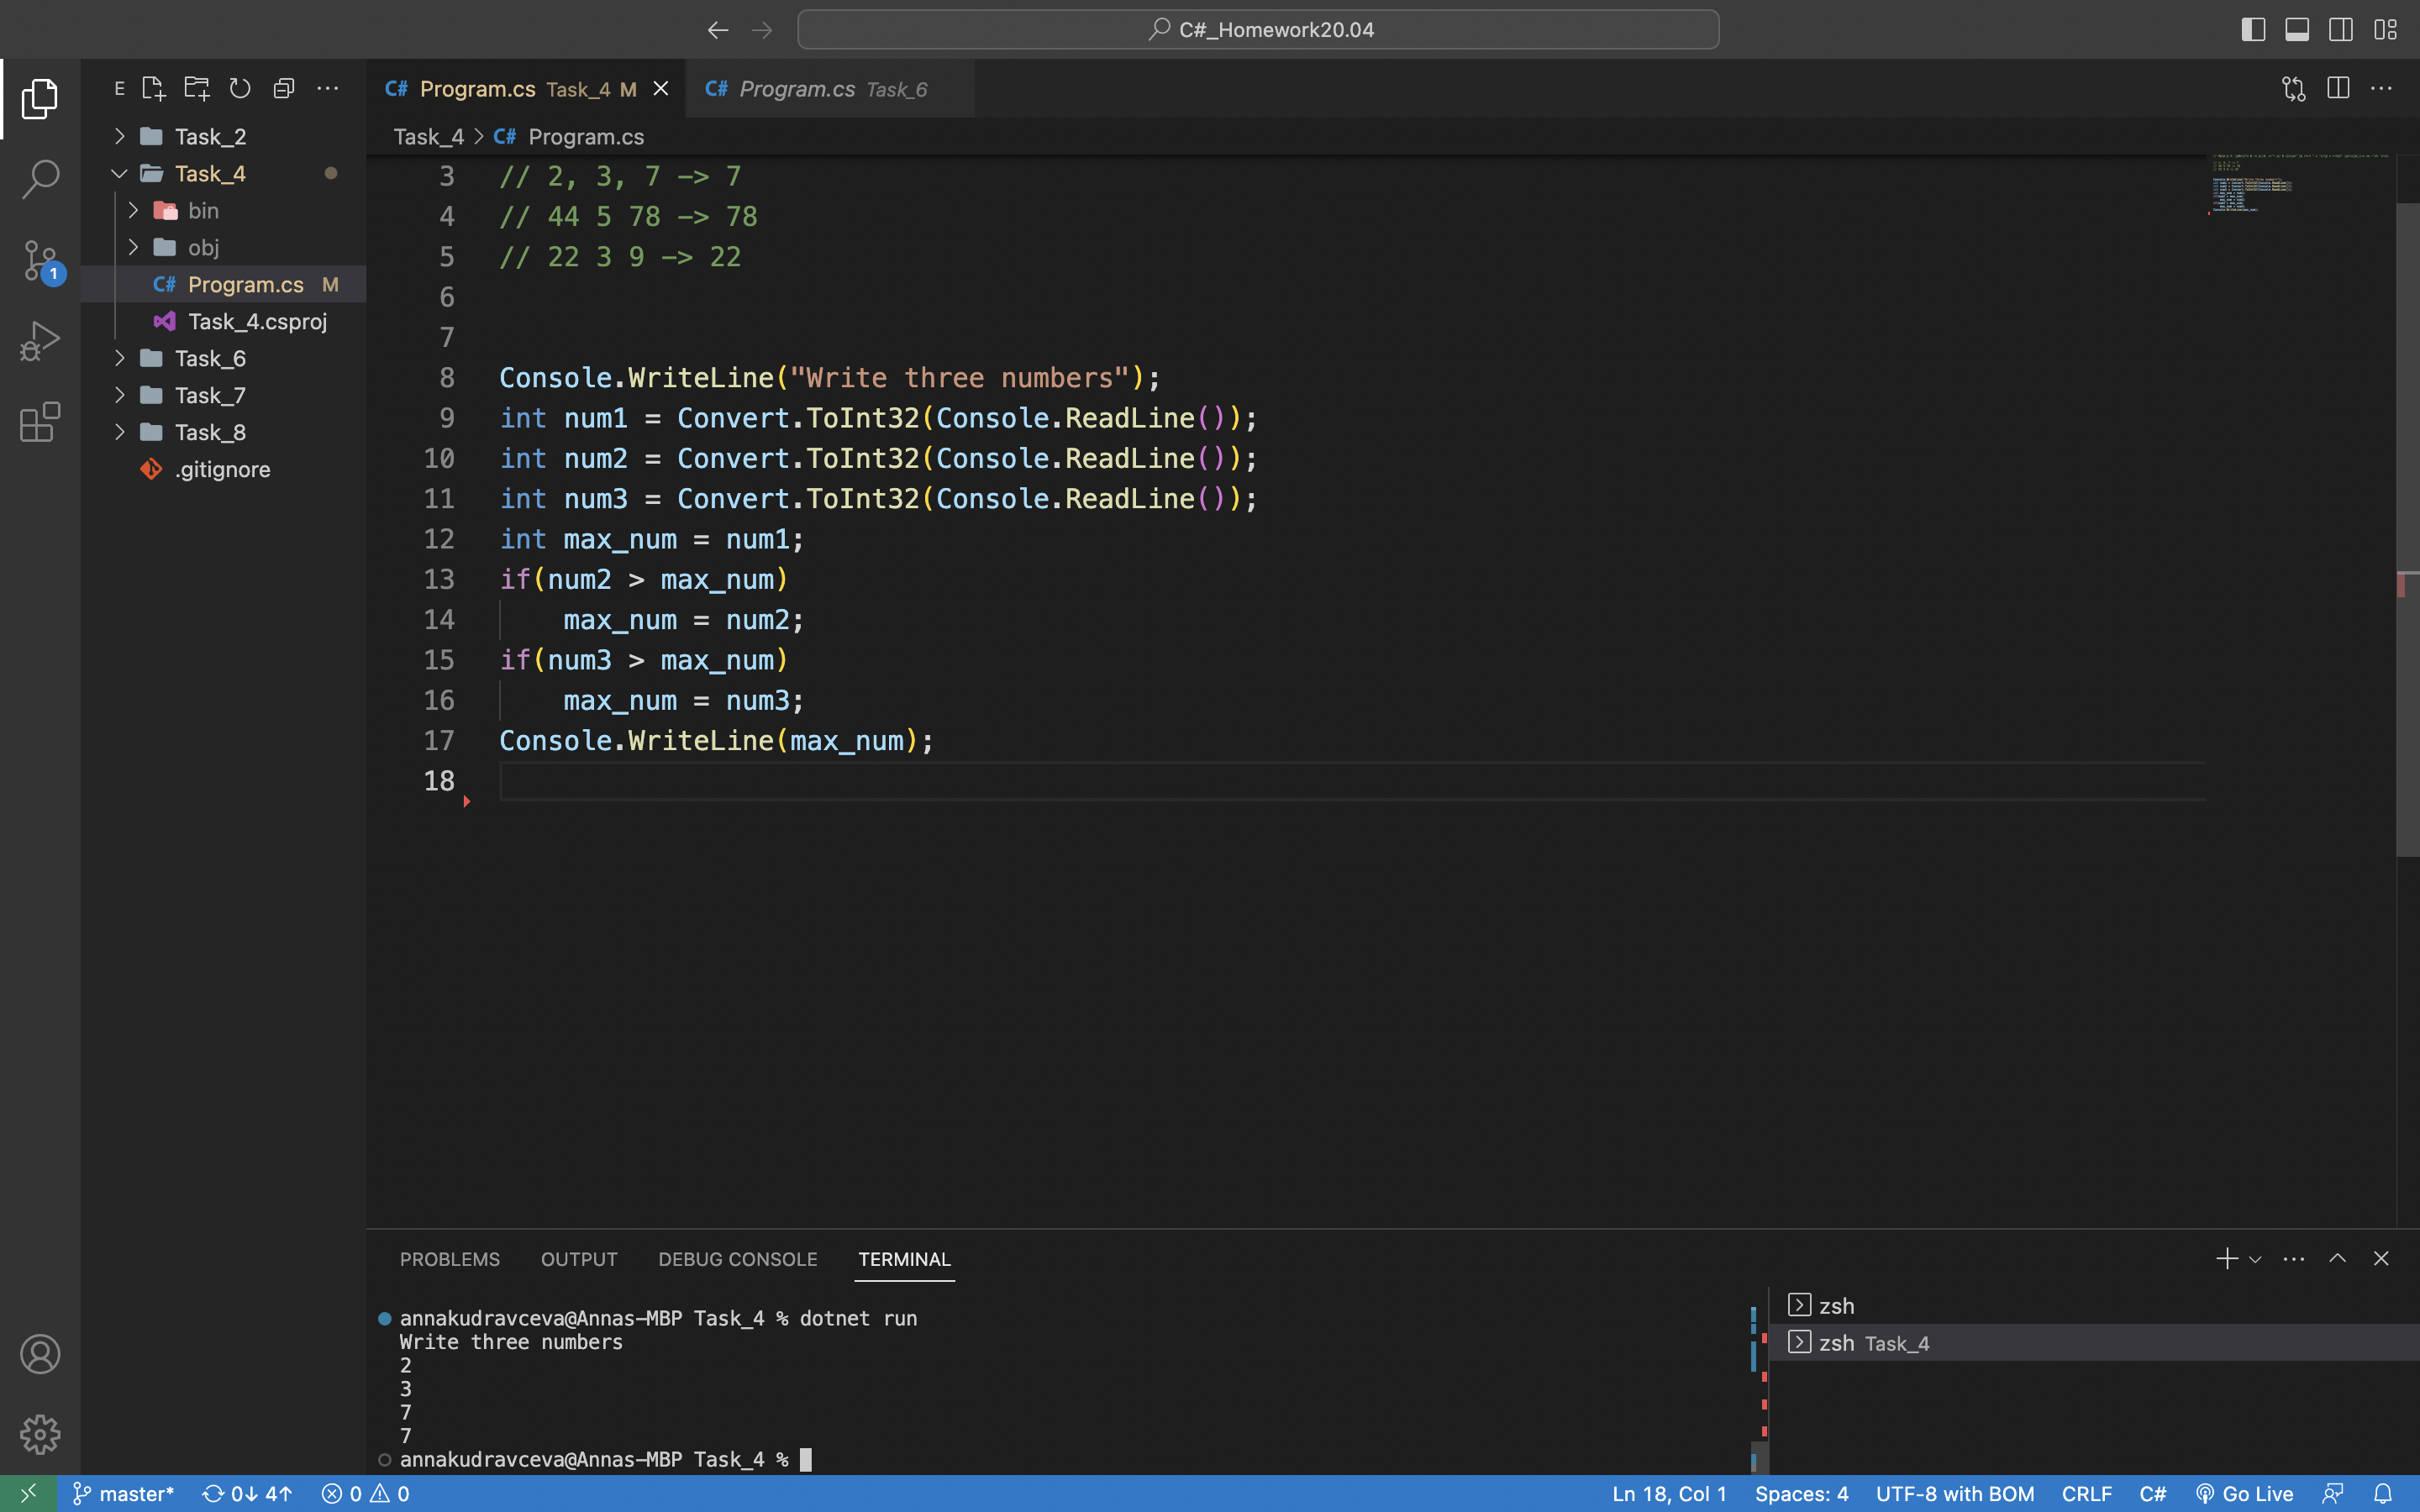 C#_Homework20.04
E
C# Program.cs Task_4 M
C# Program.cs Task_6
Task_4 > C# Program.cs
Task_2
Task_4
bin
obj
C# Program.cs M
Task_4.csproj
Task_6
Task_7
Task_8
.gitignore
1
3 // 2, 3, 7 -> 7
4 // 44 5 78 -> 78
5 // 22 3 9 -> 22
6
7
8 Console.WriteLine("Write three numbers");
9 int num1 = Convert.ToInt32(Console.ReadLine());
10 int num2 = Convert.ToInt32(Console.ReadLine());
11 int num3 = Convert.ToInt32(Console.ReadLine());
12 int max_num = num1;
13 if(num2 > max_num)
14 max_num = num2;
15 if(num3 > max_num)
16 max_num = num3;
17 Console.WriteLine(max_num);
18
PROBLEMS OUTPUT DEBUG CONSOLE TERMINAL
annakudravceva@Annas-MBP Task_4 % dotnet run
Write three numbers
2
3
7
7
annakudravceva@Annas-MBP Task_4 %
zsh
zsh Task_4
master* 0↓ 4↑ 0 0 Ln 18, Col 1 Spaces: 4 UTF-8 with BOM CRLF C# Go Live